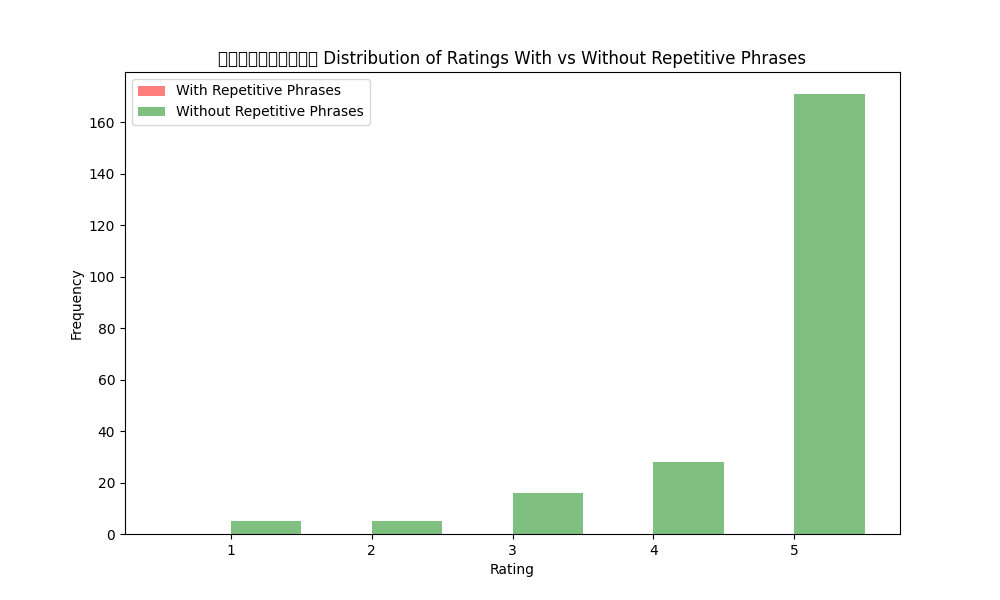 Distribution of Ratings With vs Without Repetitive Phrases
With Repetitive Phrases
Without Repetitive Phrases
160
140
120
100
80
60
40
20
0
Frequency
1 2 3 4 5
Rating